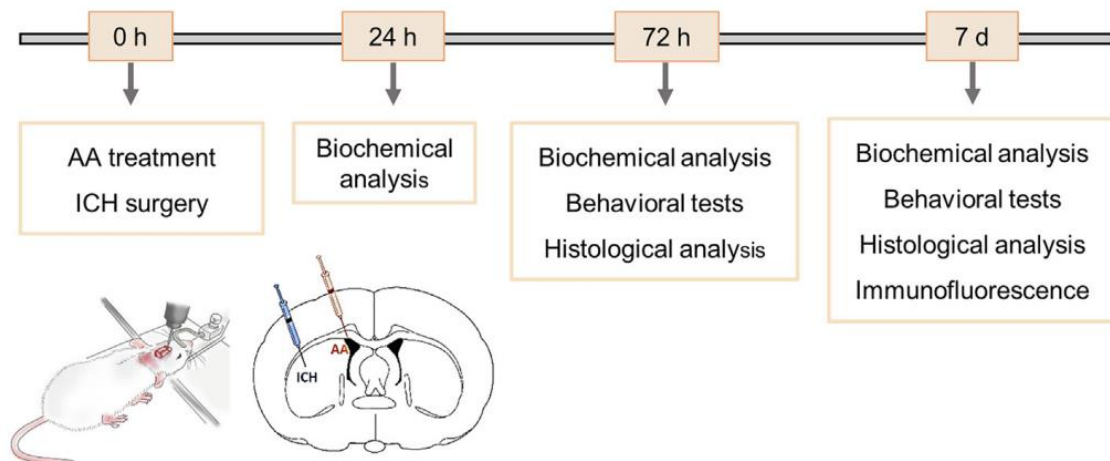 0 h
24 h
72 h
7 d
AA treatment
ICH surgery
Biochemical
analysis
Biochemical analysis
Behavioral tests
Histological analysis
Biochemical analysis
Behavioral tests
Histological analysis
Immunofluorescence
AA
ICH